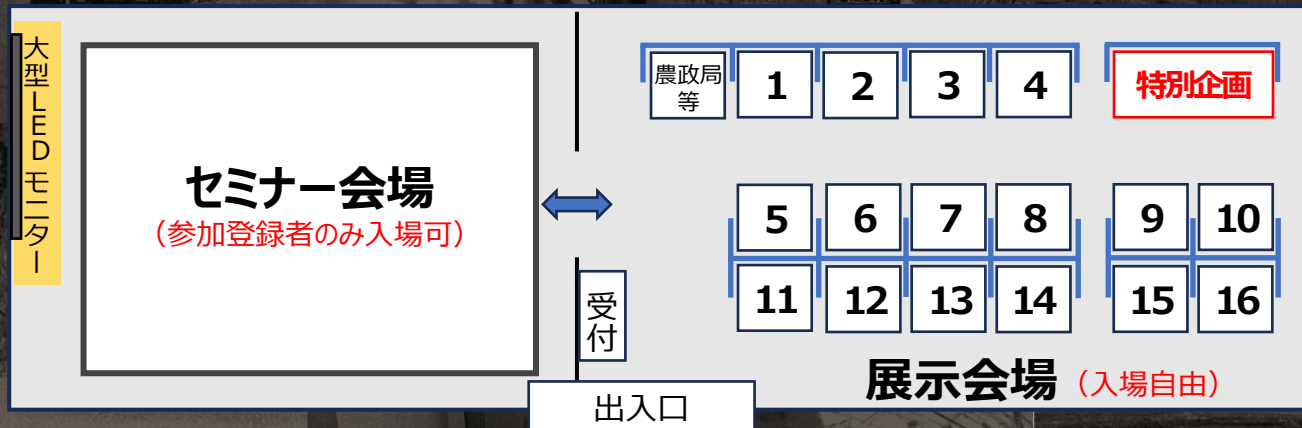 大型LEDモニター
セミナー会場
（参加登録者のみ入場可）
受付
出入口
農政局
等
1
2
3
4
特別企画
5
6
7
8
9
10
11
12
13
14
15
16
展示会場（入場自由）